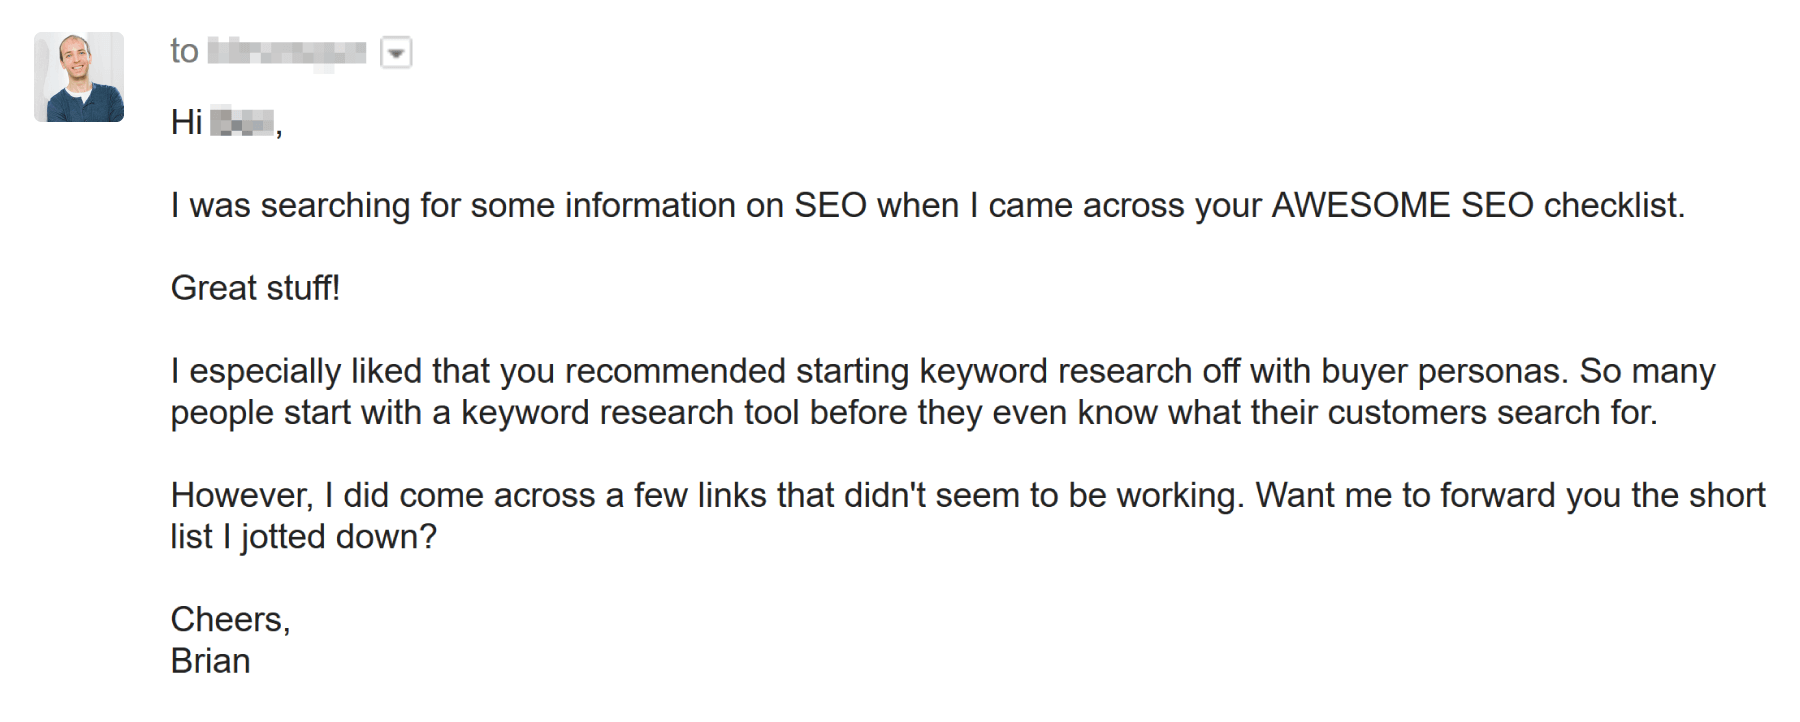 to
Hi ,
I was searching for some information on SEO when I came across your AWESOME SEO checklist.
Great stuff!
I especially liked that you recommended starting keyword research off with buyer personas. So many
people start with a keyword research tool before they even know what their customers search for.
However, I did come across a few links that didn't seem to be working. Want me to forward you the short
list I jotted down?
Cheers,
Brian